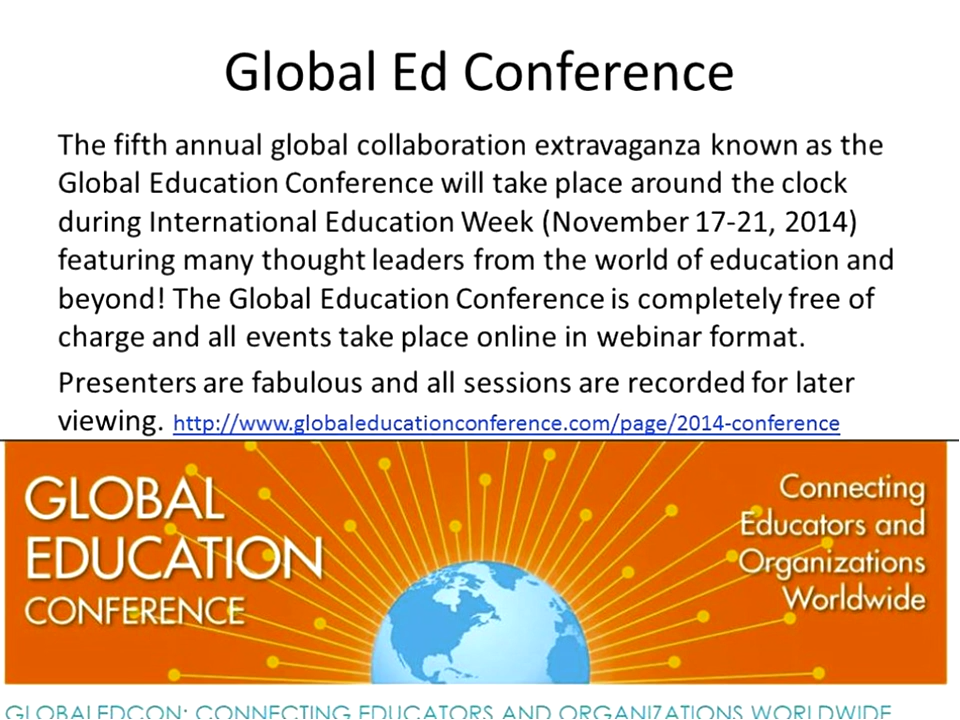 Global Ed Conference
The fifth annual global collaboration extravaganza known as the
Global Education Conference will take place around the clock
during International Education Week (November 17-21, 2014)
featuring many thought leaders from the world of education and
beyond! The Global Education Conference is completely free of
charge and all events take place online in webinar format.
Presenters are fabulous and all sessions are recorded for later
viewing. http://www.globaleducationconference.com/page/2014-conference
GLOBAL
EDUCATION
CONFERENCE
Connecting
Educators and
Organizations
Worldwide
GLOBALEDCON: CONNECTING EDUCATORS AND ORGANIZATIONS WORLDWIDE